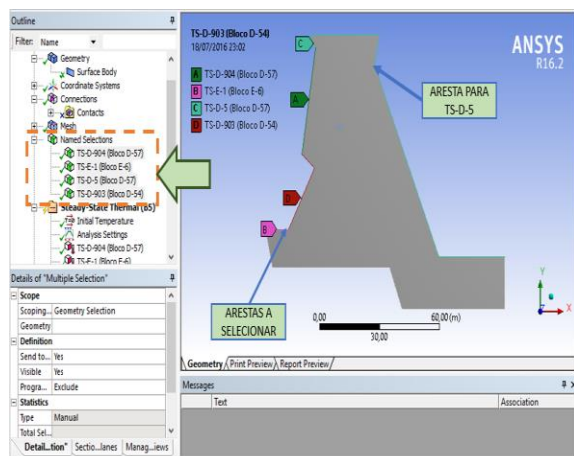 Outline
Filter: Name
Geometry
Surface Body
Coordinate Systems
Connections
Contacts
Mesh
Named Selections
TS-D-904 (Bloco D-57)
TS-E-1 (Bloco E-6)
TS-D-5 (Bloco D-57)
TS-D-903 (Bloco D-54)
Steady-State Thermal (B5)
Initial Temperature
Analysis Settings
TS-D-904 (Bloco D-57)
TS-E-1 (Bloco E-6)
Details of "Multiple Selection"
Scope
Scoping... Geometry Selection
Geometry
Definition
Send to... Yes
Visible Yes
Progra... Exclude
Statistics
Type Manual
Total Sel...
Detail...tion" Sectio...lanes Manag...iews
TS-D-903 (Bloco D-54)
18/07/2016 23:02
A TS-D-904 (Bloco D-57)
B TS-E-1 (Bloco E-6)
C TS-D-5 (Bloco D-57)
D TS-D-903 (Bloco D-54)
ANSYS
R16.2
C
A
D
B
ARESTA PARA
TS-D-5
ARESTAS A
SELECIONAR
0,00
60,00 (m)
30,00
Y
Z
X
Geometry Print Preview Report Preview
Messages
Text Association